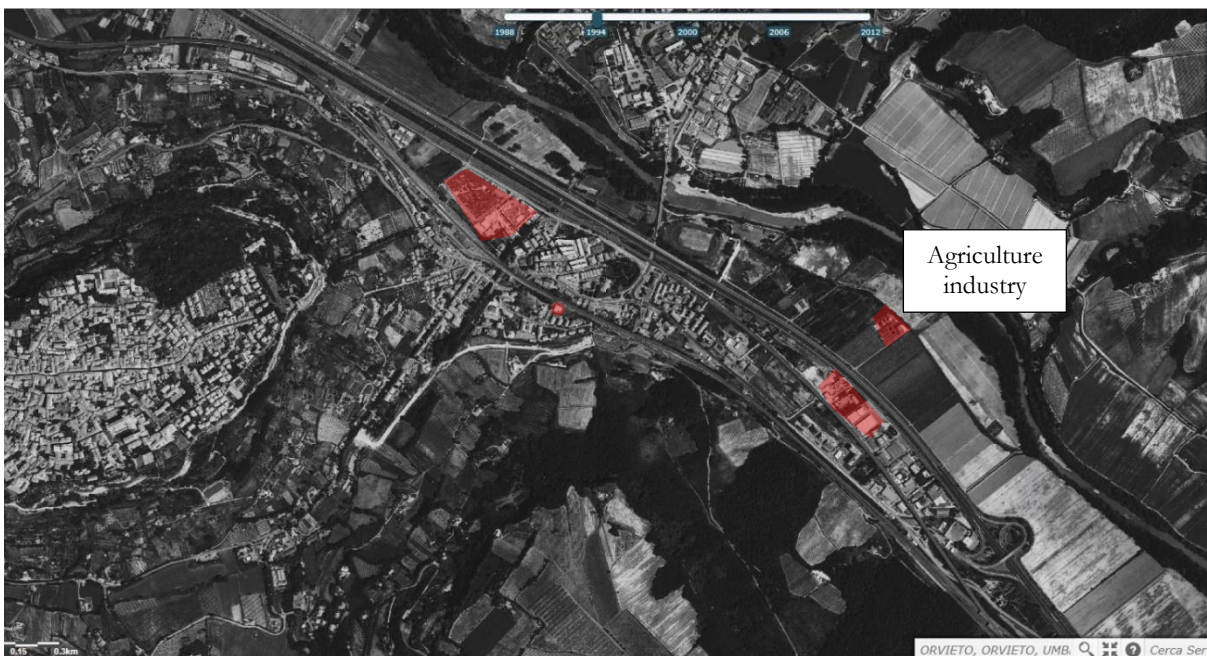 1988 1994 2000 2006 2012
Agriculture
industry
0.15 0.3km
ORVIETO, ORVIETO, UMB. Cerca Ser